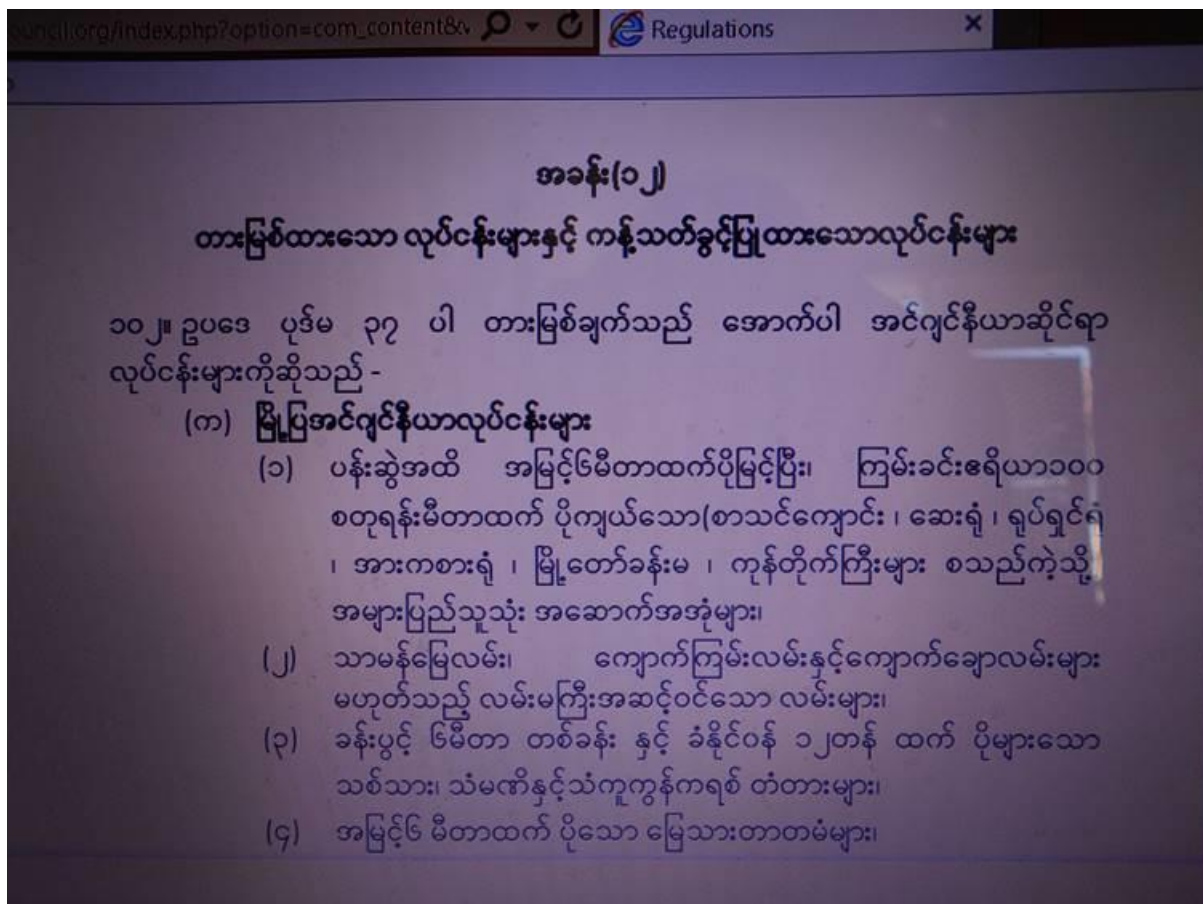 ouncil.org/index.php?option=com_content&v
Regulations
အခန်း(၁၂)
တားမြစ်ထားသော လုပ်ငန်းများနှင့် ကန့်သတ်ခွင့်ပြုထားသောလုပ်ငန်းများ
၁၀၂။ ဥပဒေ ပုဒ်မ ၃၇ ပါ တားမြစ်ချက်သည် အောက်ပါ အင်ဂျင်နီယာဆိုင်ရာ
လုပ်ငန်းများကိုဆိုသည် -
(က) မြို့ပြအင်ဂျင်နီယာလုပ်ငန်းများ
(၁) ပန်းဆွဲအထိ အမြင့်၆မီတာထက်ပိုမြင့်ပြီး၊ ကြမ်းခင်းဧရိယာ၁၀၀
စတုရန်းမီတာထက် ပိုကျယ်သော(စာသင်ကျောင်း ၊ ဆေးရုံ ၊ ရုပ်ရှင်ရုံ
၊ အားကစားရုံ ၊ မြို့တော်ခန်းမ ၊ ကုန်တိုက်ကြီးများ စသည်ကဲ့သို့
အများပြည်သူသုံး အဆောက်အအုံများ၊
(၂) သာမန်မြေလမ်း၊ ကျောက်ကြမ်းလမ်းနှင့်ကျောက်ချောလမ်းများ
မဟုတ်သည့် လမ်းမကြီးအဆင့်ဝင်သော လမ်းများ၊
(၃) ခန်းပွင့် ၆မီတာ တစ်ခန်း နှင့် ခံနိုင်ဝန် ၁၂တန် ထက် ပိုများသော
သစ်သား၊ သံမဏိနှင့်သံကူကွန်ကရစ် တံတားများ၊
(၄) အမြင့်၆ မီတာထက် ပိုသော မြေသားတာတမံများ၊